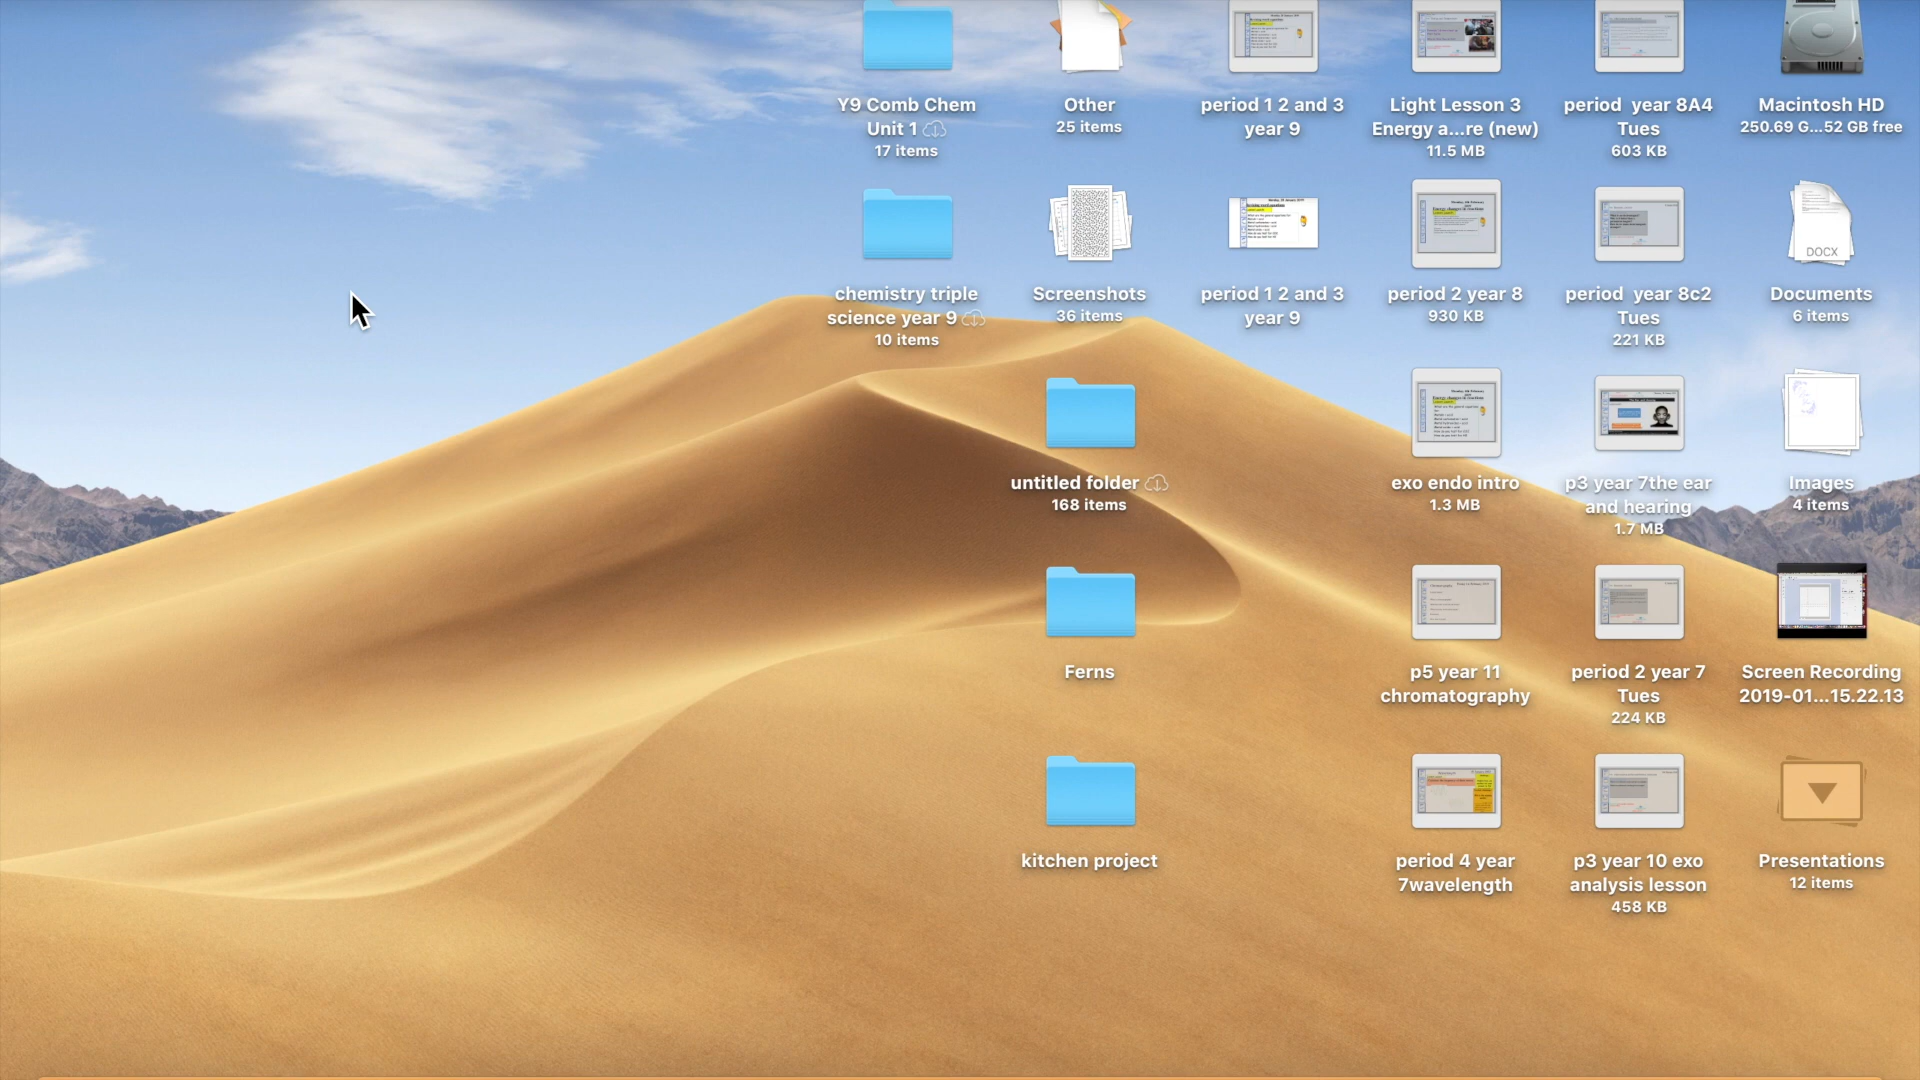 Y9 Comb Chem
Unit 1
17 items
Other
25 items
period 1 2 and 3
year 9
Light Lesson 3
Energy a...re (new)
11.5 MB
period  year 8A4
Tues
603 KB
Macintosh HD
250.69 G...52 GB free
chemistry triple
science year 9
10 items
Screenshots
36 items
period 1 2 and 3
year 9
period 2 year 8
930 KB
period  year 8c2
Tues
221 KB
DOCX
Documents
6 items
untitled folder
168 items
exo endo intro
1.3 MB
p3 year 7the ear
and hearing
1.7 MB
Images
4 items
Ferns
p5 year 11
chromatography
period 2 year 7
Tues
224 KB
Screen Recording
2019-01...15.22.13
kitchen project
period 4 year
7wavelength
p3 year 10 exo
analysis lesson
458 KB
Presentations
12 items